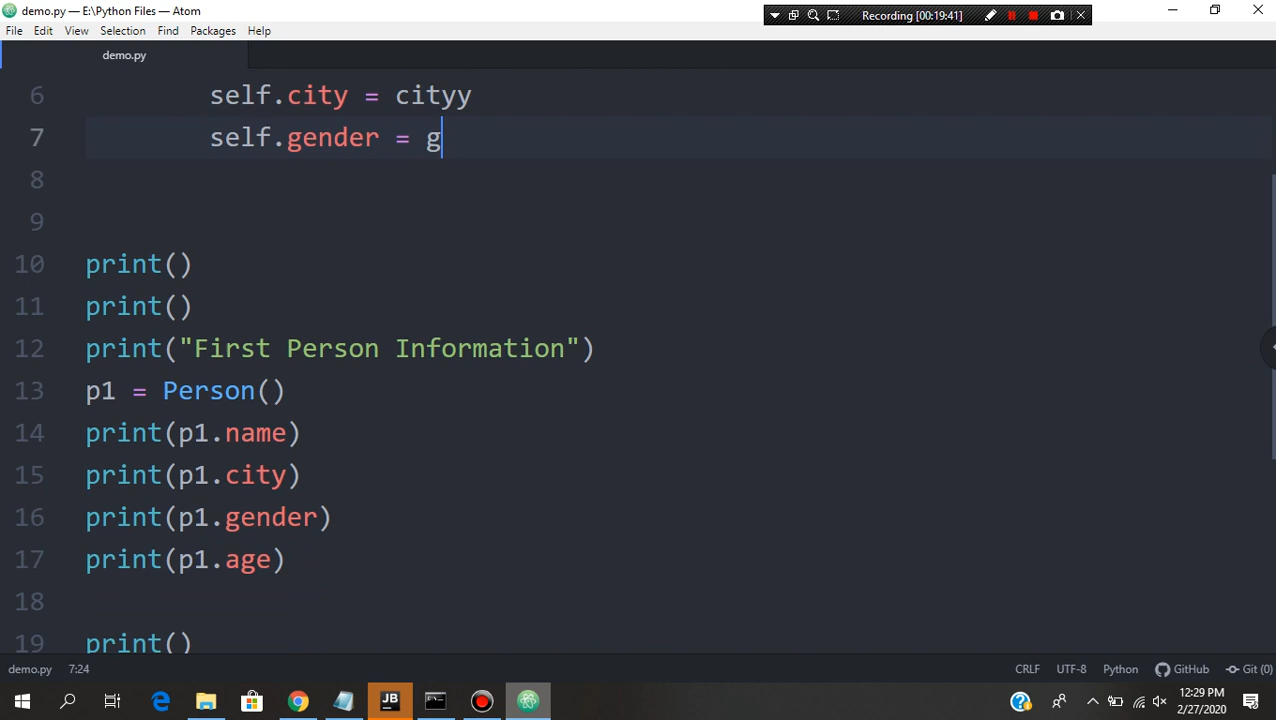 demo.py — E:\Python Files — Atom
Recording [00:19:41]
File Edit View Selection Find Packages Help
demo.py
6 self.city = cityy
7 self.gender = g
8
9
10 print()
11 print()
12 print("First Person Information")
13 p1 = Person()
14 print(p1.name)
15 print(p1.city)
16 print(p1.gender)
17 print(p1.age)
18
19 print()
demo.py 7:24 CRLF UTF-8 Python GitHub Git (0)
JB
12:29 PM
2/27/2020